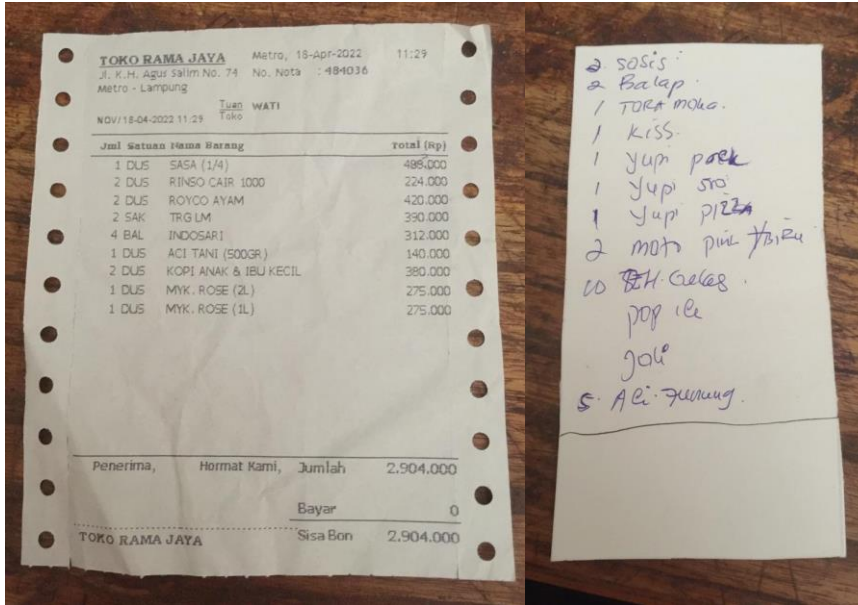 TOKO RAMA JAYA Metro, 18-Apr-2022 11:29
Jl. K.H. Agus Salim No. 74 No. Nota : 484036
Metro - Lampung
Tuan WATI
NDV/18-04-2022 11:29 Toko
Jml Satuan Nama Barang Total (Rp)
1 DUS SASA (1/4) 488.000
2 DUS RINSO CAIR 1000 224.000
2 DUS ROYCO AYAM 420.000
2 SAK TRG LM 390.000
4 BAL INDOSARI 312.000
1 DUS ACI TANI (500GR) 140.000
2 DUS KOPI ANAK & IBU KECIL 380.000
1 DUS MYK. ROSE (2L) 275.000
1 DUS MYK. ROSE (1L) 275.000
Penerima, Hormat Kami, Jumlah 2.904.000
Bayar 0
TOKO RAMA JAYA Sisa Bon 2.904.000
2 SOSIS
2 Balap
1 TORA MOKA
1 KISS
1 Yupi pack
1 Yupi 510
1 Yupi PIZZA
2 moto pink /BIRU
10 TEH Gelas
pop ice
Joli
5 Aci